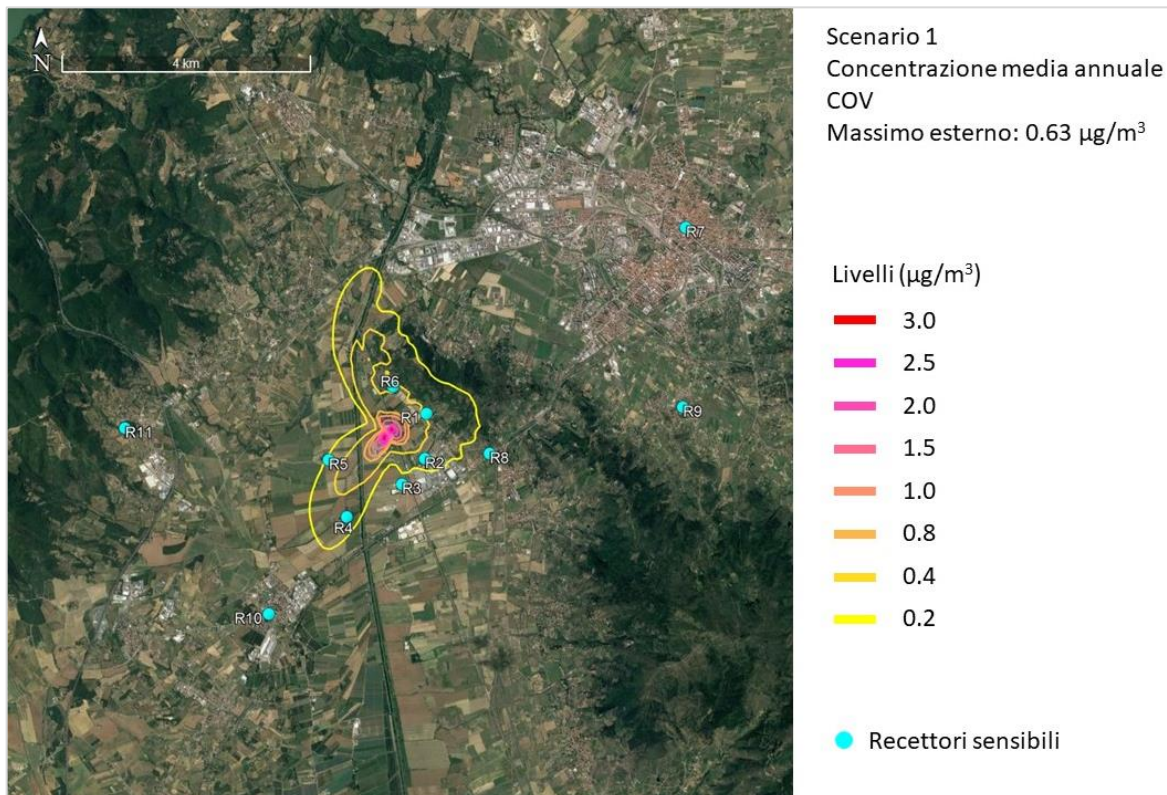 N
4 km
R7
R6
R1
R9
R11
R5
R2
R8
R3
R4
R10
Scenario 1
Concentrazione media annuale
COV
Massimo esterno: 0.63 µg/m³
Livelli (µg/m³)
3.0
2.5
2.0
1.5
1.0
0.8
0.4
0.2
Recettori sensibili